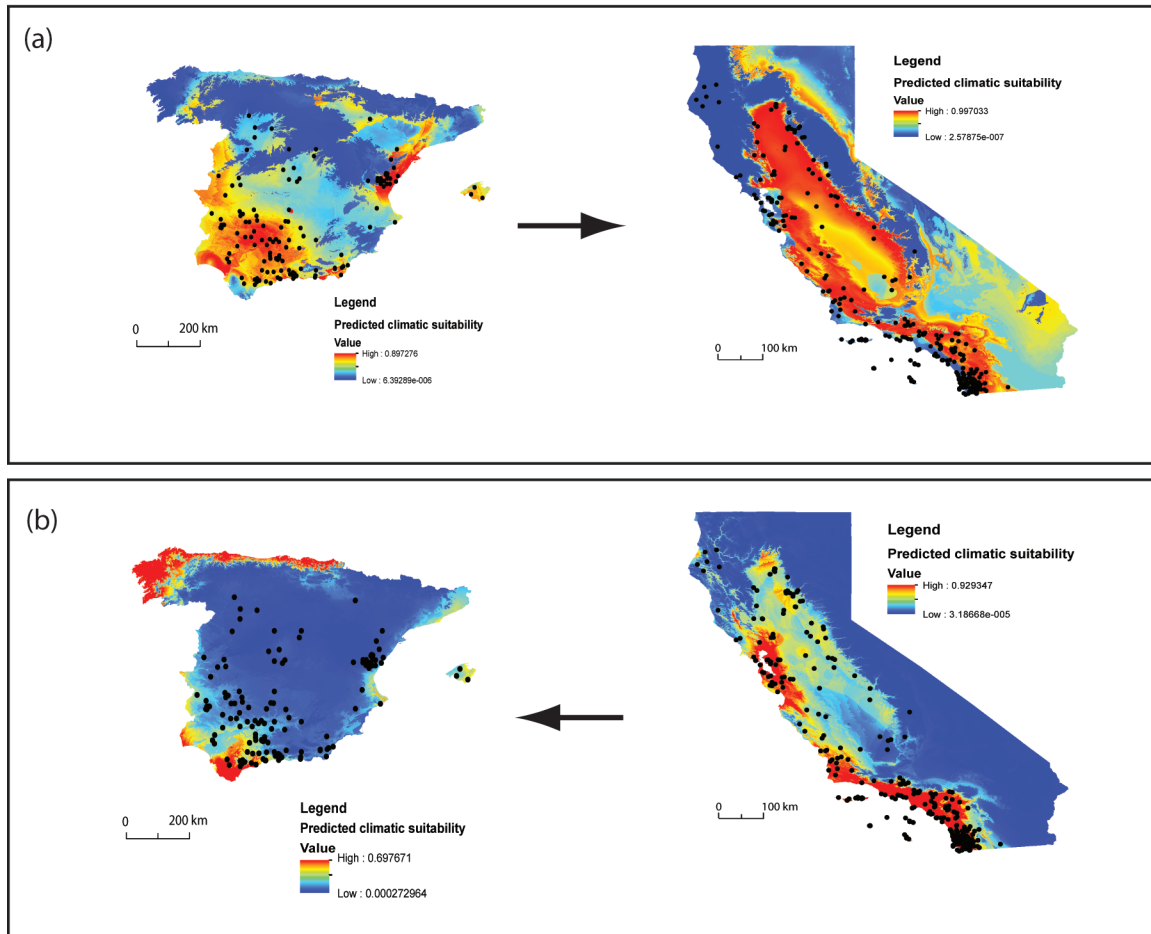 (a)
Legend
Predicted climatic suitability
Value
High : 0.897276
Low : 6.39289e-006
0 200 km
Legend
Predicted climatic suitability
Value
High : 0.997033
Low : 2.57875e-007
0 100 km
(b)
Legend
Predicted climatic suitability
Value
High : 0.697671
Low : 0.000272964
0 200 km
Legend
Predicted climatic suitability
Value
High : 0.929347
Low : 3.18668e-005
0 100 km